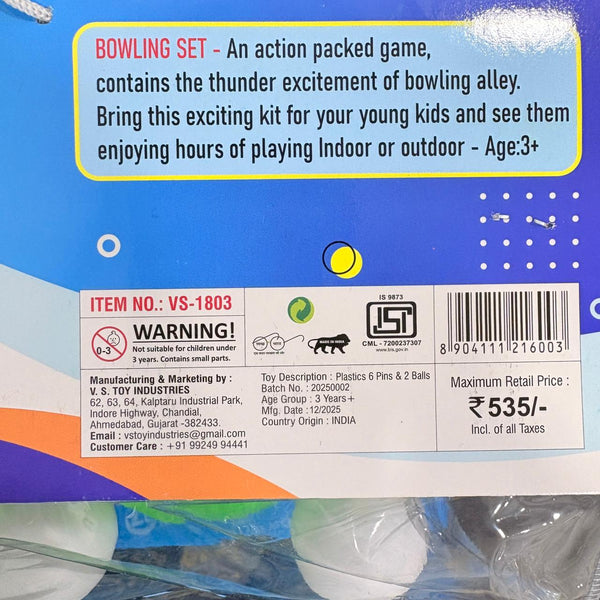 BOWLING SET - An action packed game,
contains the thunder excitement of bowling alley.
Bring this exciting kit for your young kids and see them
enjoying hours of playing Indoor or outdoor - Age:3+
ITEM NO.: VS-1803
0-3
WARNING!
Not suitable for children under
3 years. Contains small parts.
MAKE IN INDIA
IS 9873
ISI
CML - 7200237307
www.bis.gov.in
8 904111 216003
Manufacturing & Marketing by :
V. S. TOY INDUSTRIES
62, 63, 64, Kalptaru Industrial Park,
Indore Highway, Chandial,
Ahmedabad, Gujarat -382433.
Email : vstoyindustries@gmail.com
Customer Care : +91 99249 94441
Toy Description : Plastics 6 Pins & 2 Balls
Batch No. : 20250002
Age Group : 3 Years +
Mfg. Date : 12/2025
Country Origin : INDIA
Maximum Retail Price :
₹535/-
Incl. of all Taxes